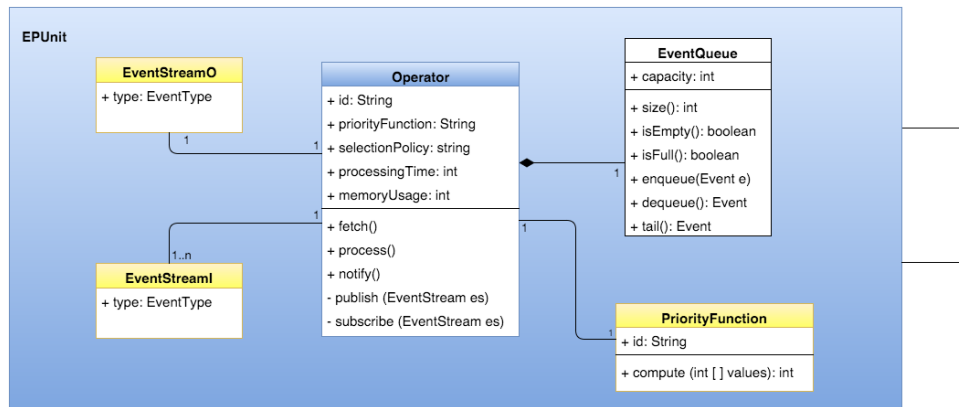 EPUnit
EventStreamO
+ type: EventType
1
1
Operator
+ id: String
+ priorityFunction: String
+ selectionPolicy: string
+ processingTime: int
+ memoryUsage: int
+ fetch()
+ process()
+ notify()
- publish (EventStream es)
- subscribe (EventStream es)
EventQueue
+ capacity: int
+ size(): int
+ isEmpty(): boolean
+ isFull(): boolean
+ enqueue(Event e)
+ dequeue(): Event
+ tail(): Event
1
1
1..n
EventStreamI
+ type: EventType
1
1
PriorityFunction
+ id: String
+ compute (int [ ] values): int